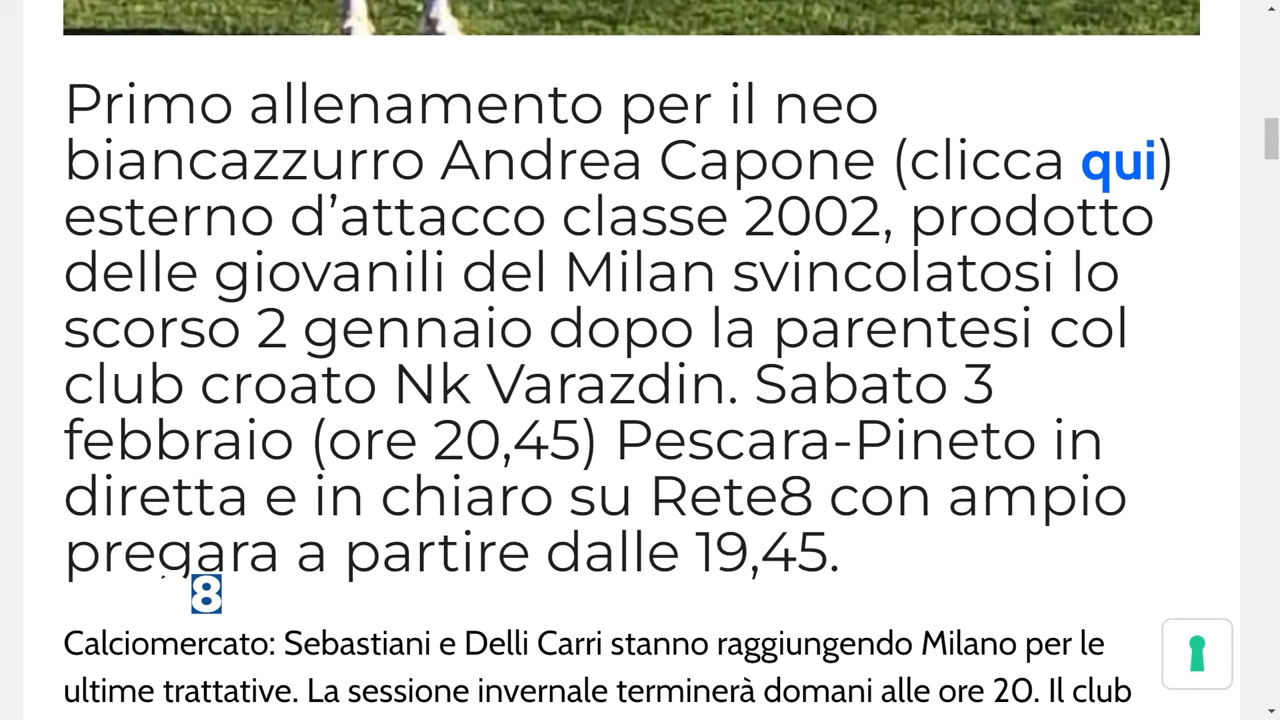 Primo allenamento per il neo
biancazzurro Andrea Capone (clicca qui)
esterno d’attacco classe 2002, prodotto
delle giovanili del Milan svincolatosi lo
scorso 2 gennaio dopo la parentesi col
club croato Nk Varazdin. Sabato 3
febbraio (ore 20,45) Pescara-Pineto in
diretta e in chiaro su Rete8 con ampio
pregara a partire dalle 19,45.
8
Calciomercato: Sebastiani e Delli Carri stanno raggiungendo Milano per le
ultime trattative. La sessione invernale terminerà domani alle ore 20. Il club